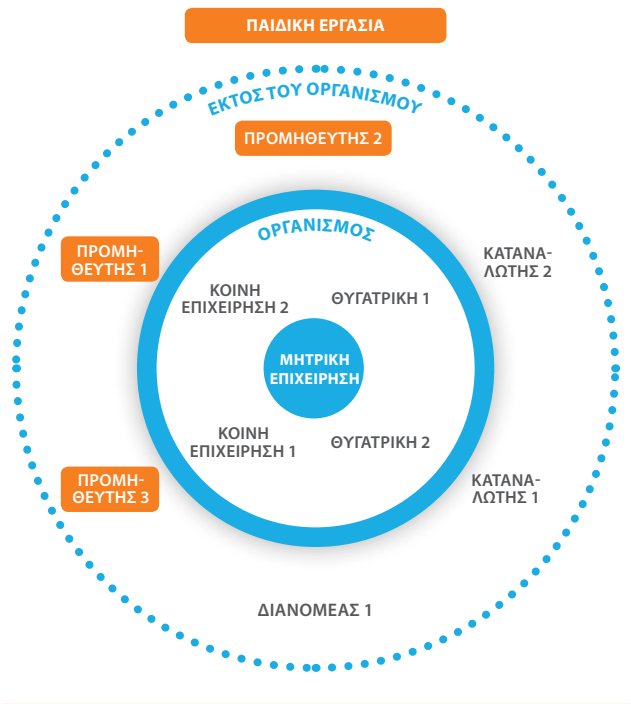 ΠΑΙΔΙΚΗ ΕΡΓΑΣΙΑ
ΕΚΤΟΣ ΤΟΥ ΟΡΓΑΝΙΣΜΟΥ
ΠΡΟΜΗΘΕΥΤΗΣ 2
ΟΡΓΑΝΙΣΜΟΣ
ΠΡΟΜΗ-
ΘΕΥΤΗΣ 1
ΚΑΤΑΝΑ-
ΛΩΤΗΣ 2
ΚΟΙΝΗ
ΕΠΙΧΕΙΡΗΣΗ 2
ΘΥΓΑΤΡΙΚΗ 1
ΜΗΤΡΙΚΗ
ΕΠΙΧΕΙΡΗΣΗ
ΚΟΙΝΗ
ΕΠΙΧΕΙΡΗΣΗ 1
ΘΥΓΑΤΡΙΚΗ 2
ΠΡΟΜΗ-
ΘΕΥΤΗΣ 3
ΚΑΤΑΝΑ-
ΛΩΤΗΣ 1
ΔΙΑΝΟΜΕΑΣ 1